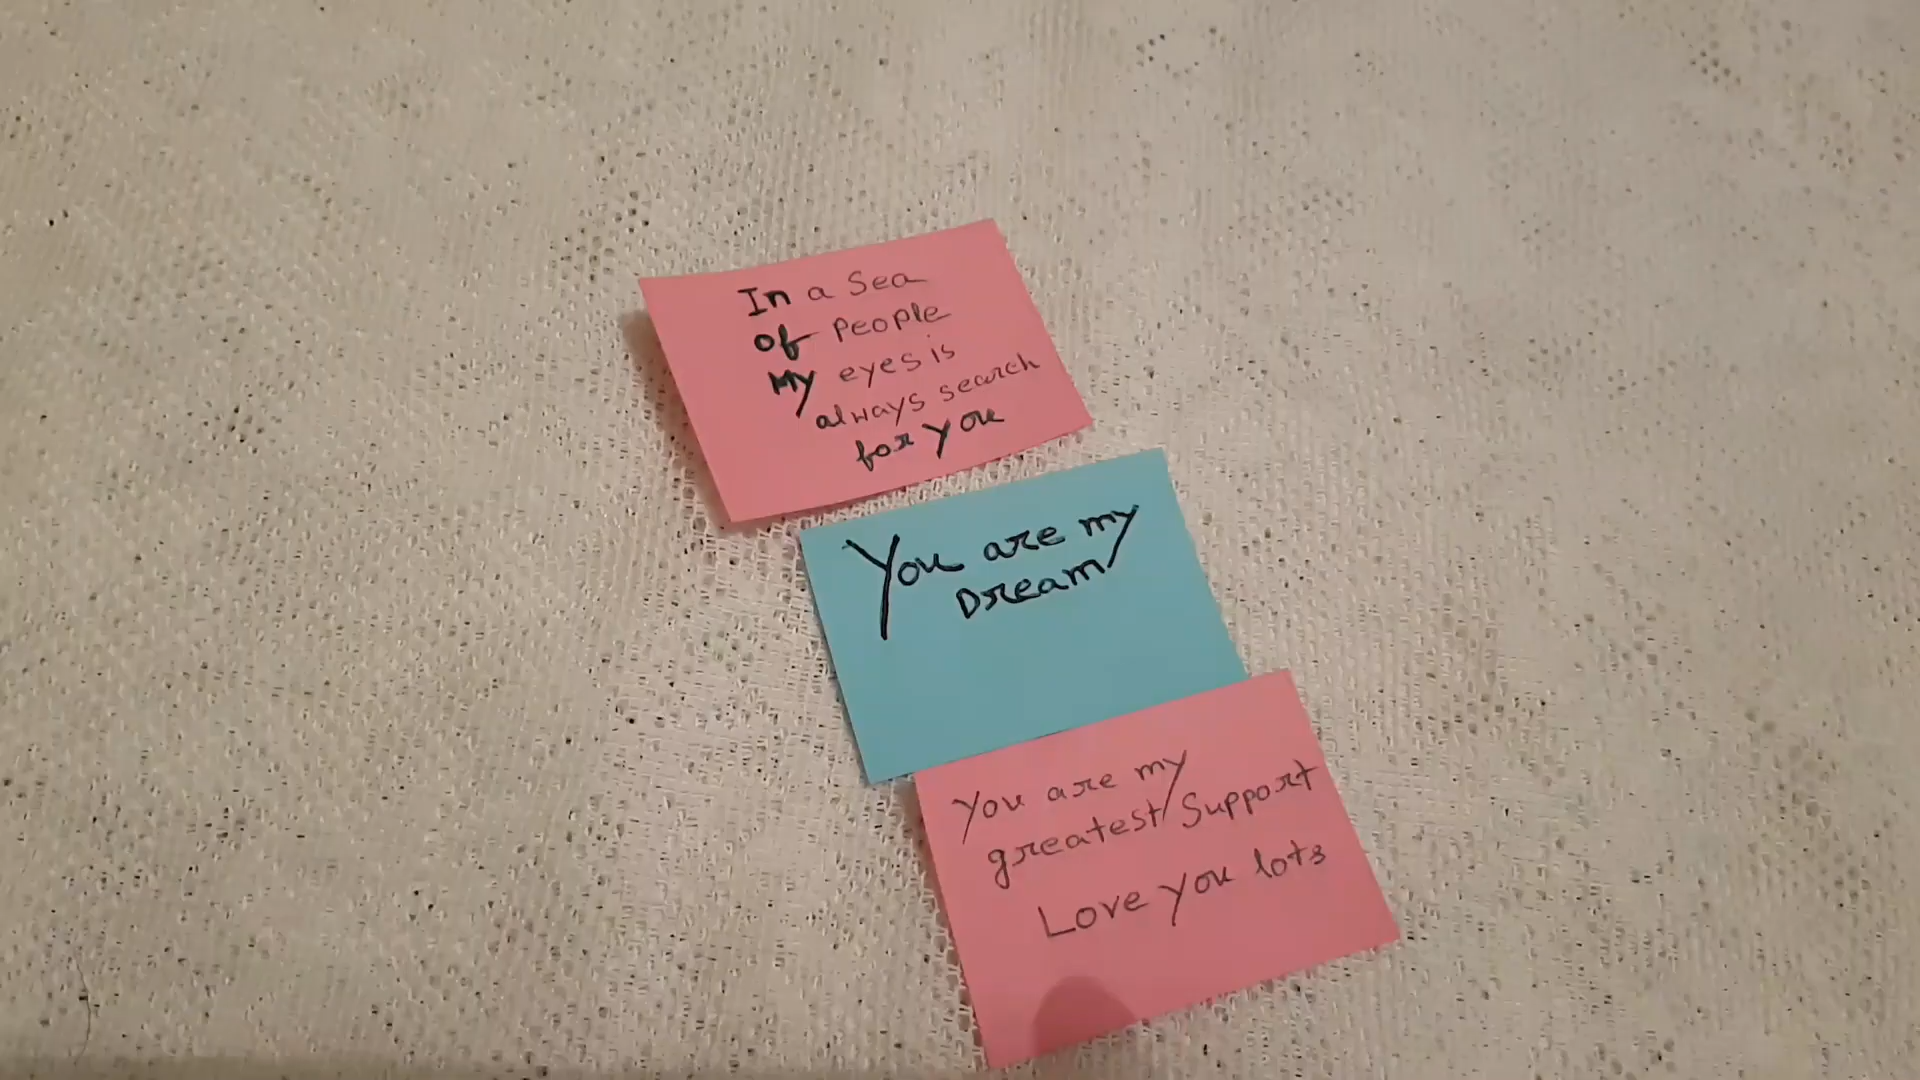 In a Sea
Of People
My eyes is
always search
for you
You are my
Dream
You are my
greatest Support
Love you lots